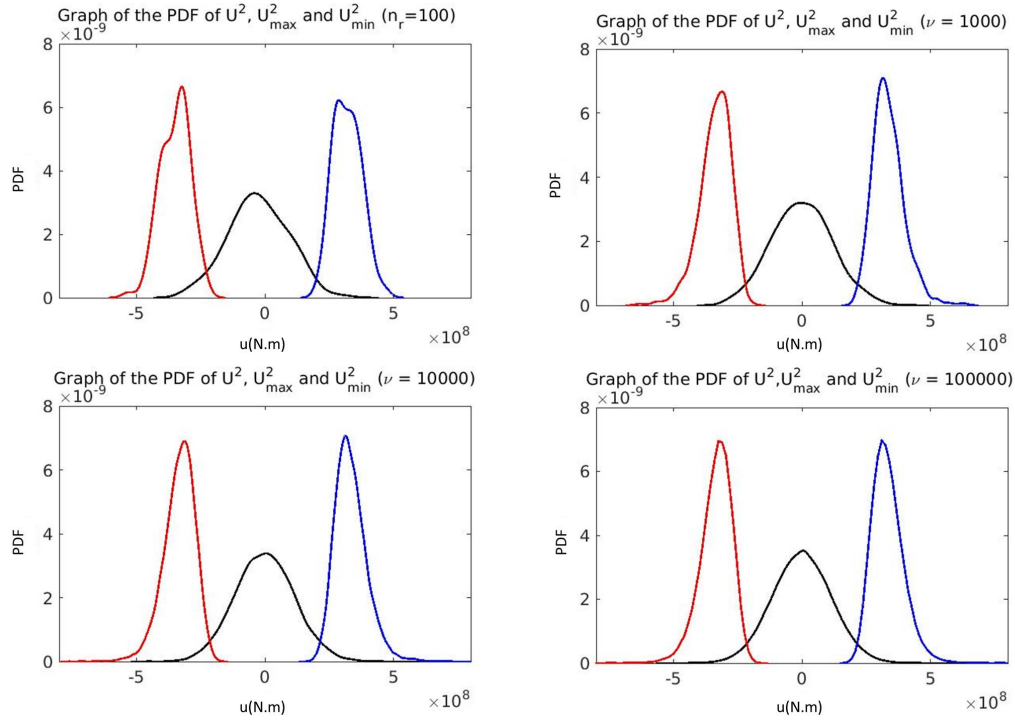 Graph of the PDF of U², U²max and U²min (nr=100)
×10⁻⁹
8
6
4
2
0
PDF
-5 0 5
×10⁸
u(N.m)
Graph of the PDF of U², U²max and U²min (ν = 1000)
×10⁻⁹
8
6
4
2
0
PDF
-5 0 5
×10⁸
u(N.m)
Graph of the PDF of U², U²max and U²min (ν = 10000)
×10⁻⁹
8
6
4
2
0
PDF
-5 0 5
×10⁸
u(N.m)
Graph of the PDF of U²,U²max and U²min (ν = 100000)
×10⁻⁹
8
6
4
2
0
PDF
-5 0 5
×10⁸
u(N.m)